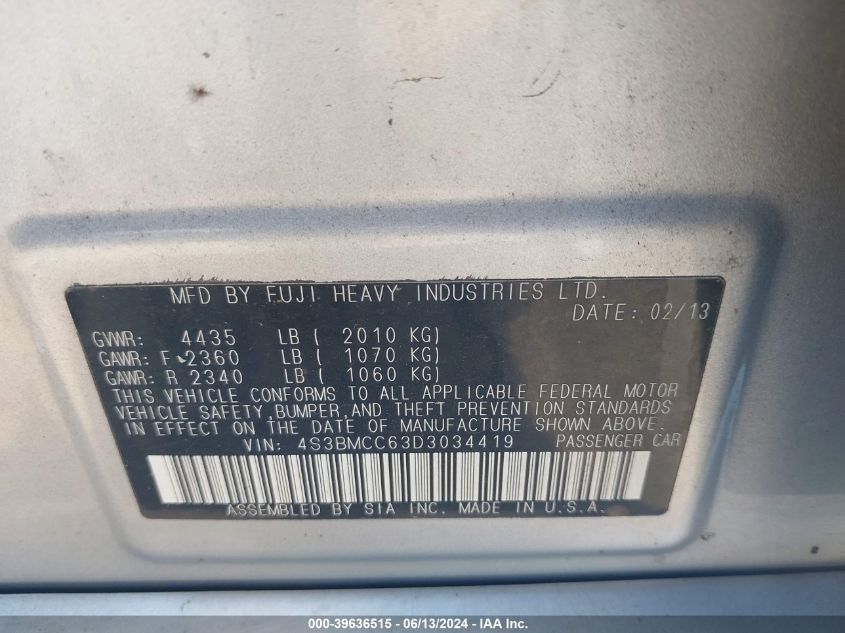 MFD BY FUJI HEAVY INDUSTRIES LTD.
DATE: 02/13
GVWR: 4435 LB ( 2010 KG)
GAWR: F 2360 LB ( 1070 KG)
GAWR: R 2340 LB ( 1060 KG)
THIS VEHICLE CONFORMS TO ALL APPLICABLE FEDERAL MOTOR
VEHICLE SAFETY, BUMPER, AND THEFT PREVENTION STANDARDS
IN EFFECT ON THE DATE OF MANUFACTURE SHOWN ABOVE.
VIN: 4S3BMCC63D3034419 PASSENGER CAR
ASSEMBLED BY SIA INC. MADE IN U.S.A.
000-39636515 - 06/13/2024 - IAA Inc.